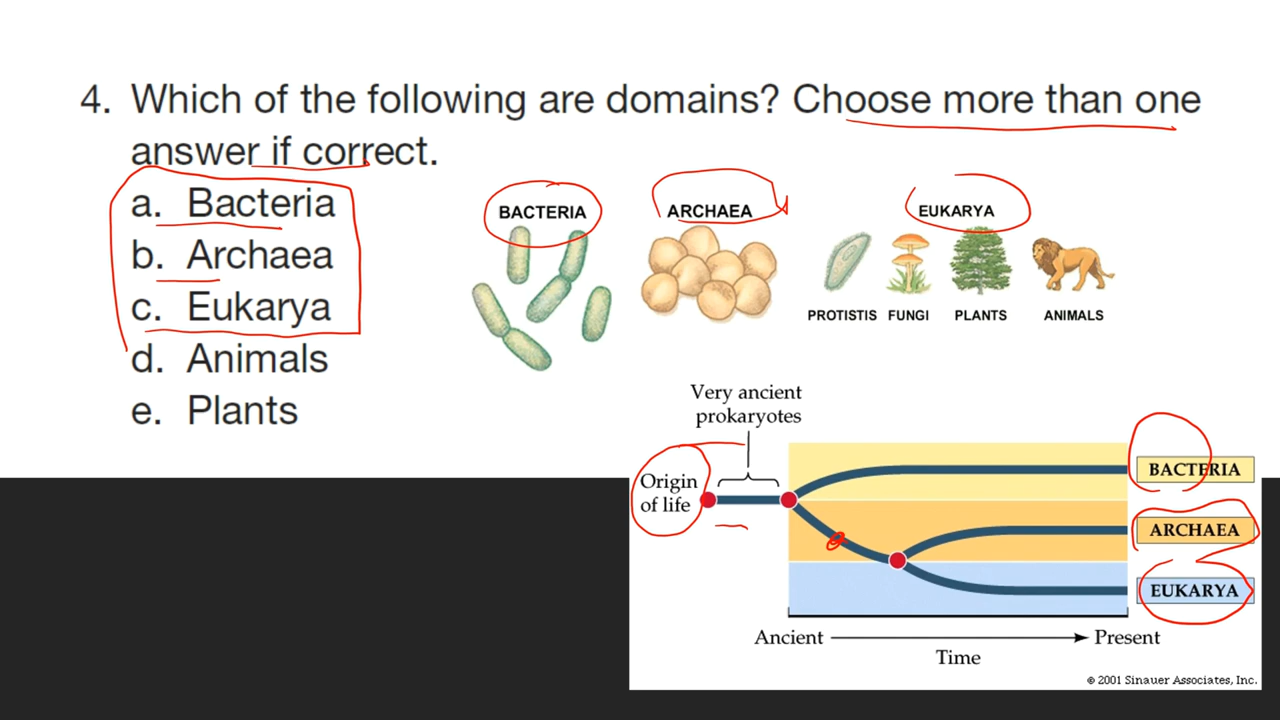 4. Which of the following are domains? Choose more than one
answer if correct.
a. Bacteria
b. Archaea
c. Eukarya
d. Animals
e. Plants
BACTERIA
ARCHAEA
EUKARYA
PROTISTIS
FUNGI
PLANTS
ANIMALS
Very ancient
prokaryotes
Origin
of life
BACTERIA
ARCHAEA
EUKARYA
Ancient
Present
Time
© 2001 Sinauer Associates, Inc.